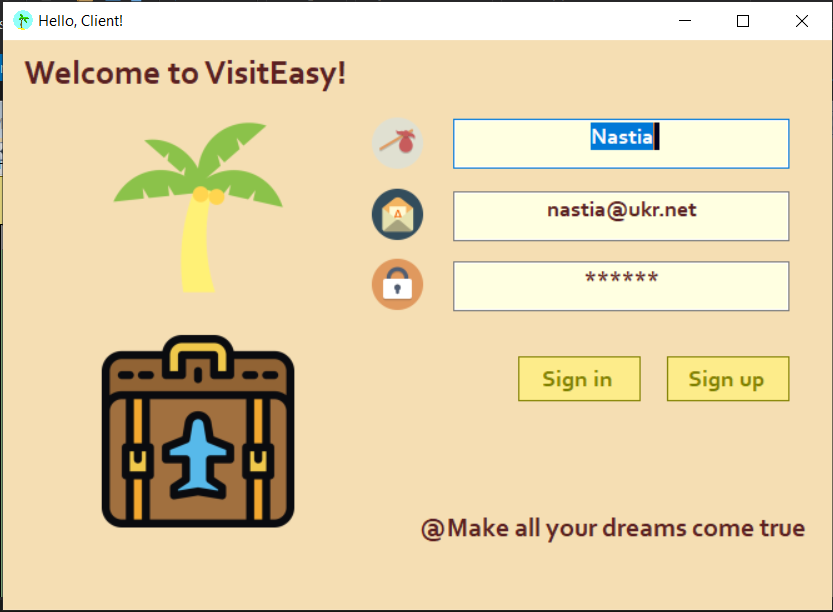 Hello, Client!
Welcome to VisitEasy!
Nastia
nastia@ukr.net
******
Sign in
Sign up
@Make all your dreams come true